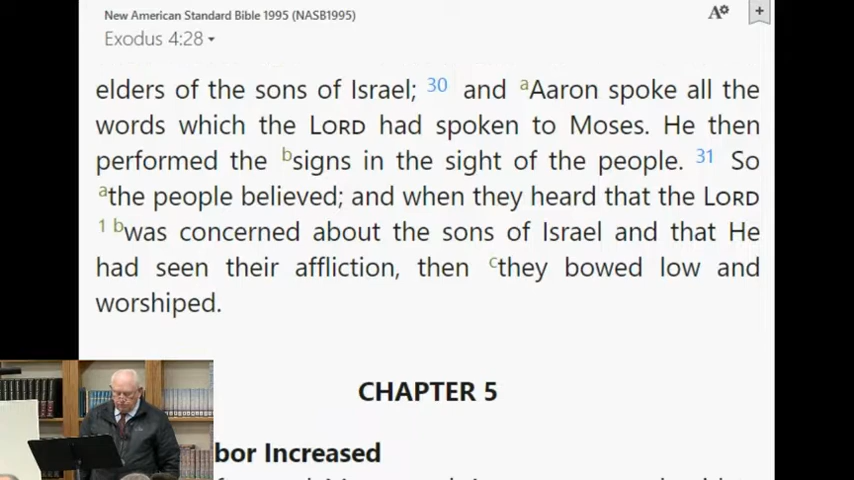 New American Standard Bible 1995 (NASB1995)
Exodus 4:28
elders of the sons of Israel; 30 and aAaron spoke all the
words which the LORD had spoken to Moses. He then
performed the bsigns in the sight of the people. 31 So
athe people believed; and when they heard that the LORD
1 bwas concerned about the sons of Israel and that He
had seen their affliction, then cthey bowed low and
worshiped.
CHAPTER 5
bor Increased